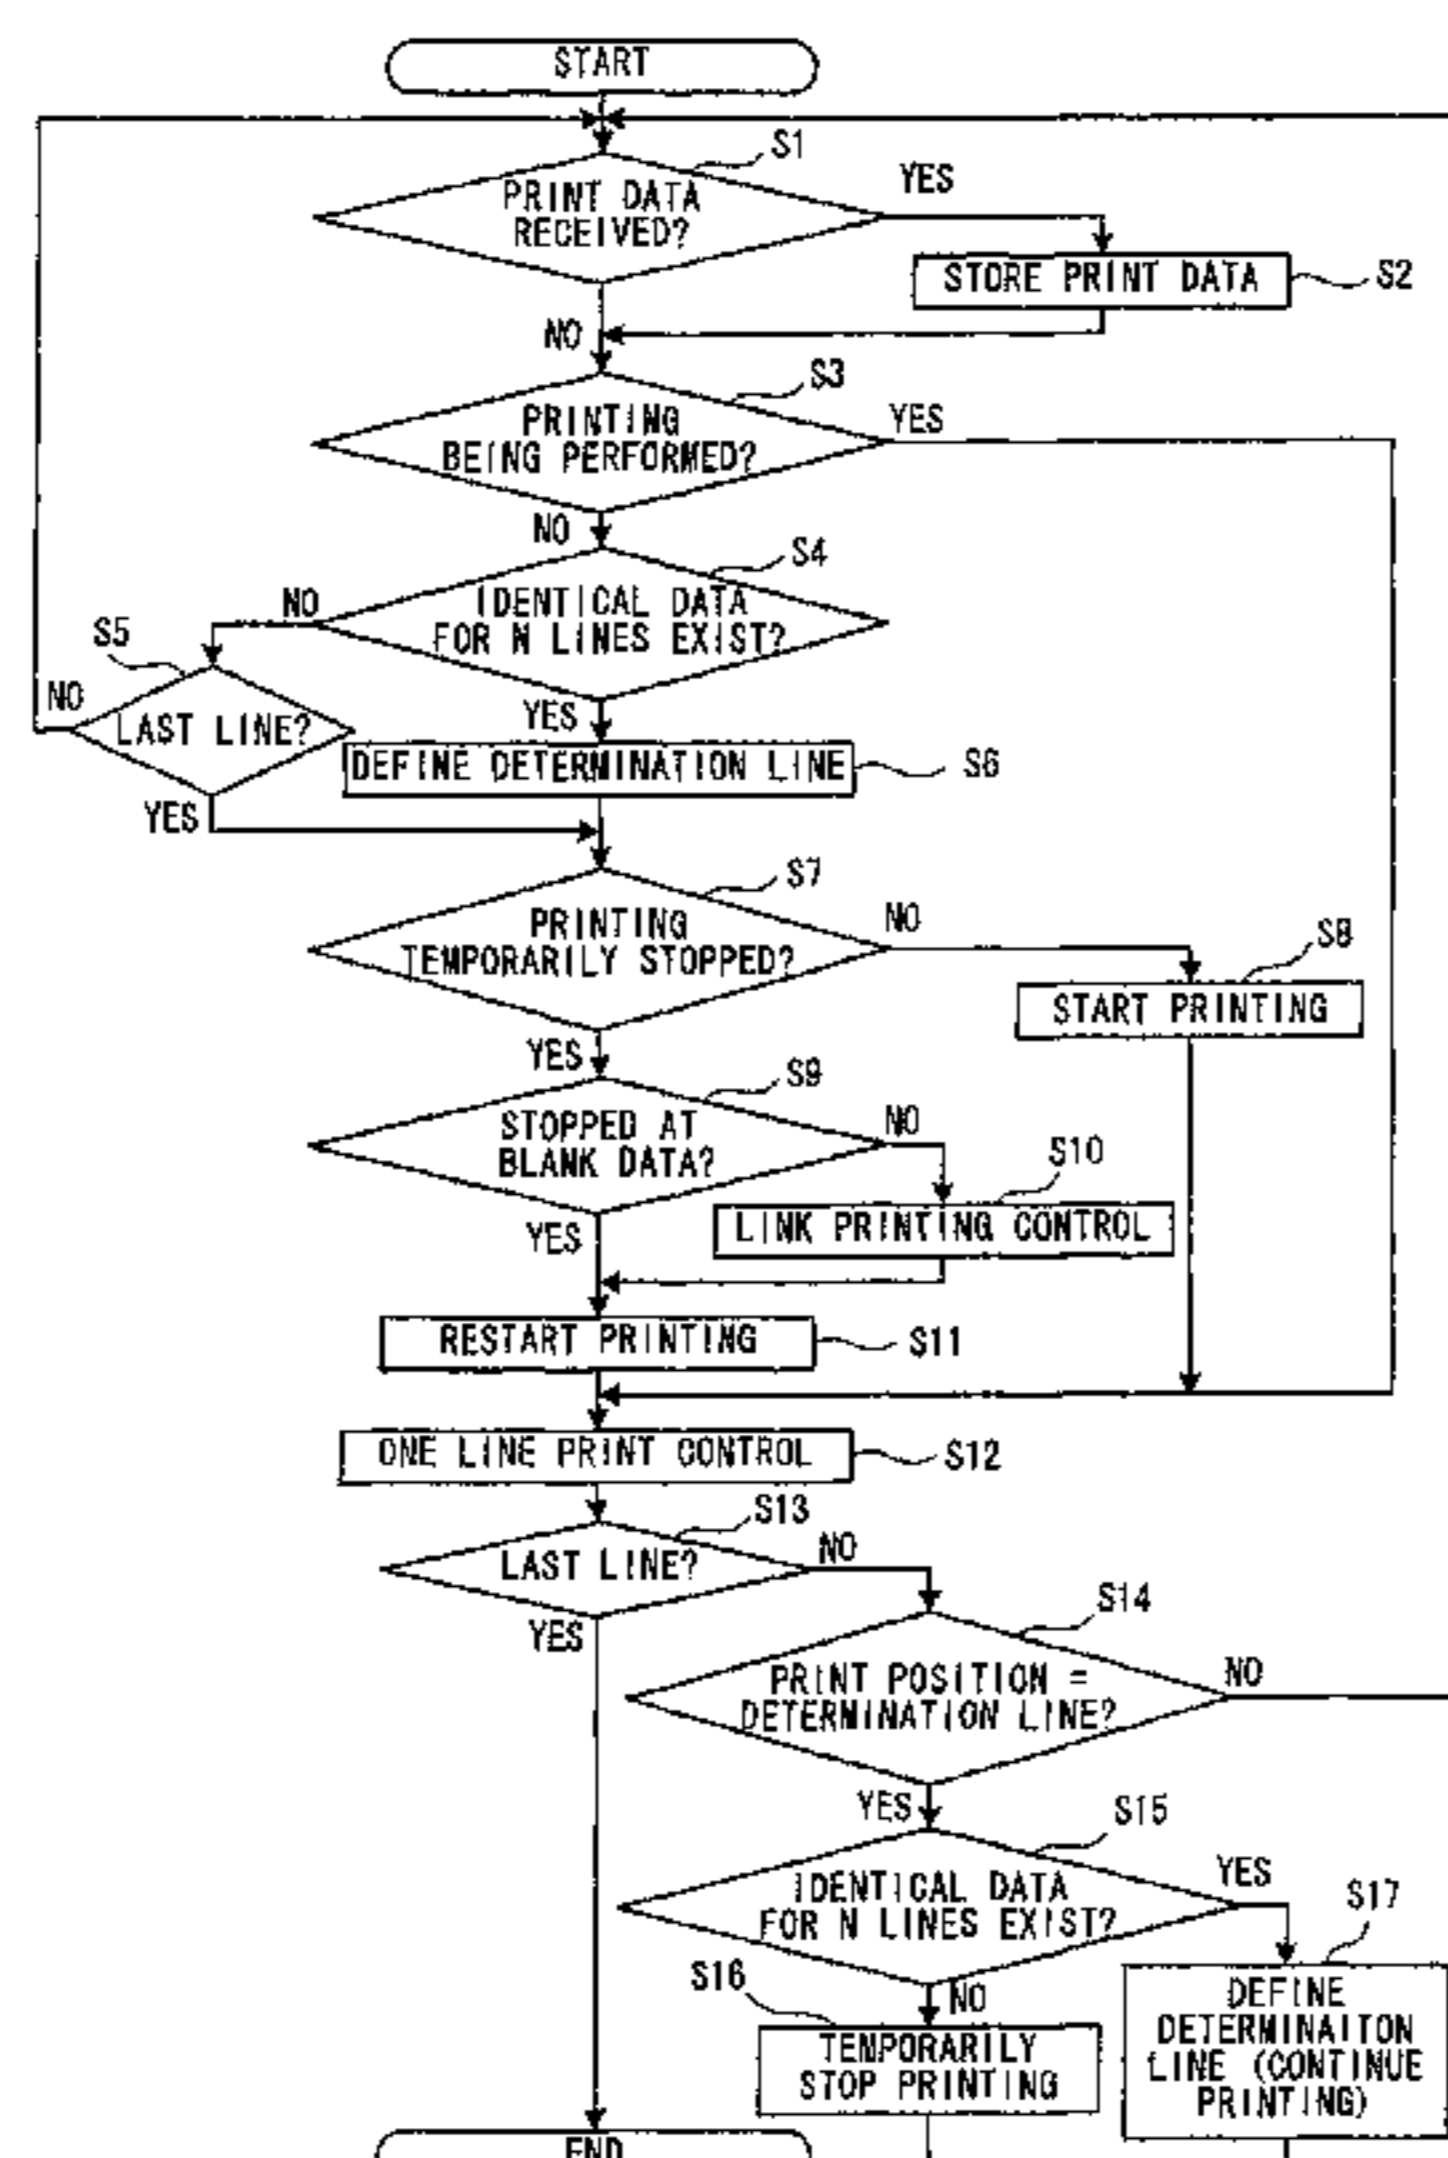 START
S1
PRINT DATA
RECEIVED?
YES
STORE PRINT DATA
S2
NO
S3
PRINTING
BEING PERFORMED?
YES
NO
S4
IDENTICAL DATA
FOR N LINES EXIST?
NO
S5
NO
LAST LINE?
YES
YES
DEFINE DETERMINATION LINE
S6
S7
PRINTING
TEMPORARILY STOPPED?
NO
S8
START PRINTING
YES
S9
STOPPED AT
BLANK DATA?
NO
S10
LINK PRINTING CONTROL
YES
RESTART PRINTING
S11
ONE LINE PRINT CONTROL
S12
S13
LAST LINE?
NO
YES
S14
PRINT POSITION =
DETERMINATION LINE?
NO
YES
S15
IDENTICAL DATA
FOR N LINES EXIST?
YES
S17
S16
NO
TEMPORARILY
STOP PRINTING
DEFINE
DETERMINAITON
LINE (CONTINUE
PRINTING)
END